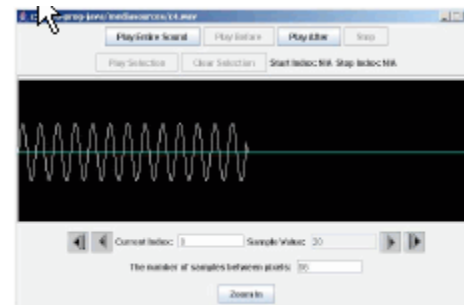 Play Entire Sound Play Before Play After Stop
Play Selection Clear Selection Start Index: N/A Stop Index: N/A
Current Index: Sample Value:
The number of samples between pixels:
Zoom In